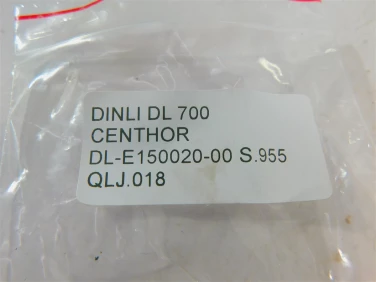 DINLI DL 700
CENTHOR
DL-E150020-00 S.955
QLJ.018